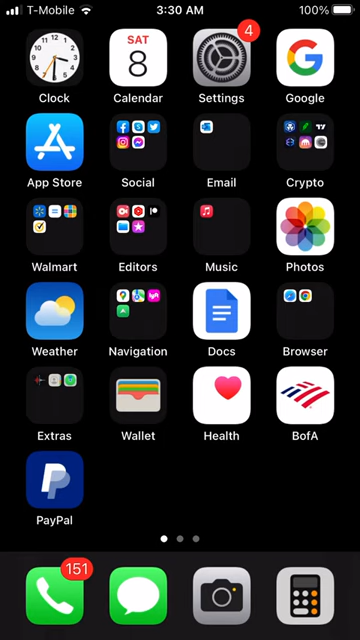 T-Mobile 3:30 AM 100%
4
SAT
8
Clock Calendar Settings Google
App Store Social Email Crypto
Walmart Editors Music Photos
Weather Navigation Docs Browser
Extras Wallet Health BofA
PayPal
151